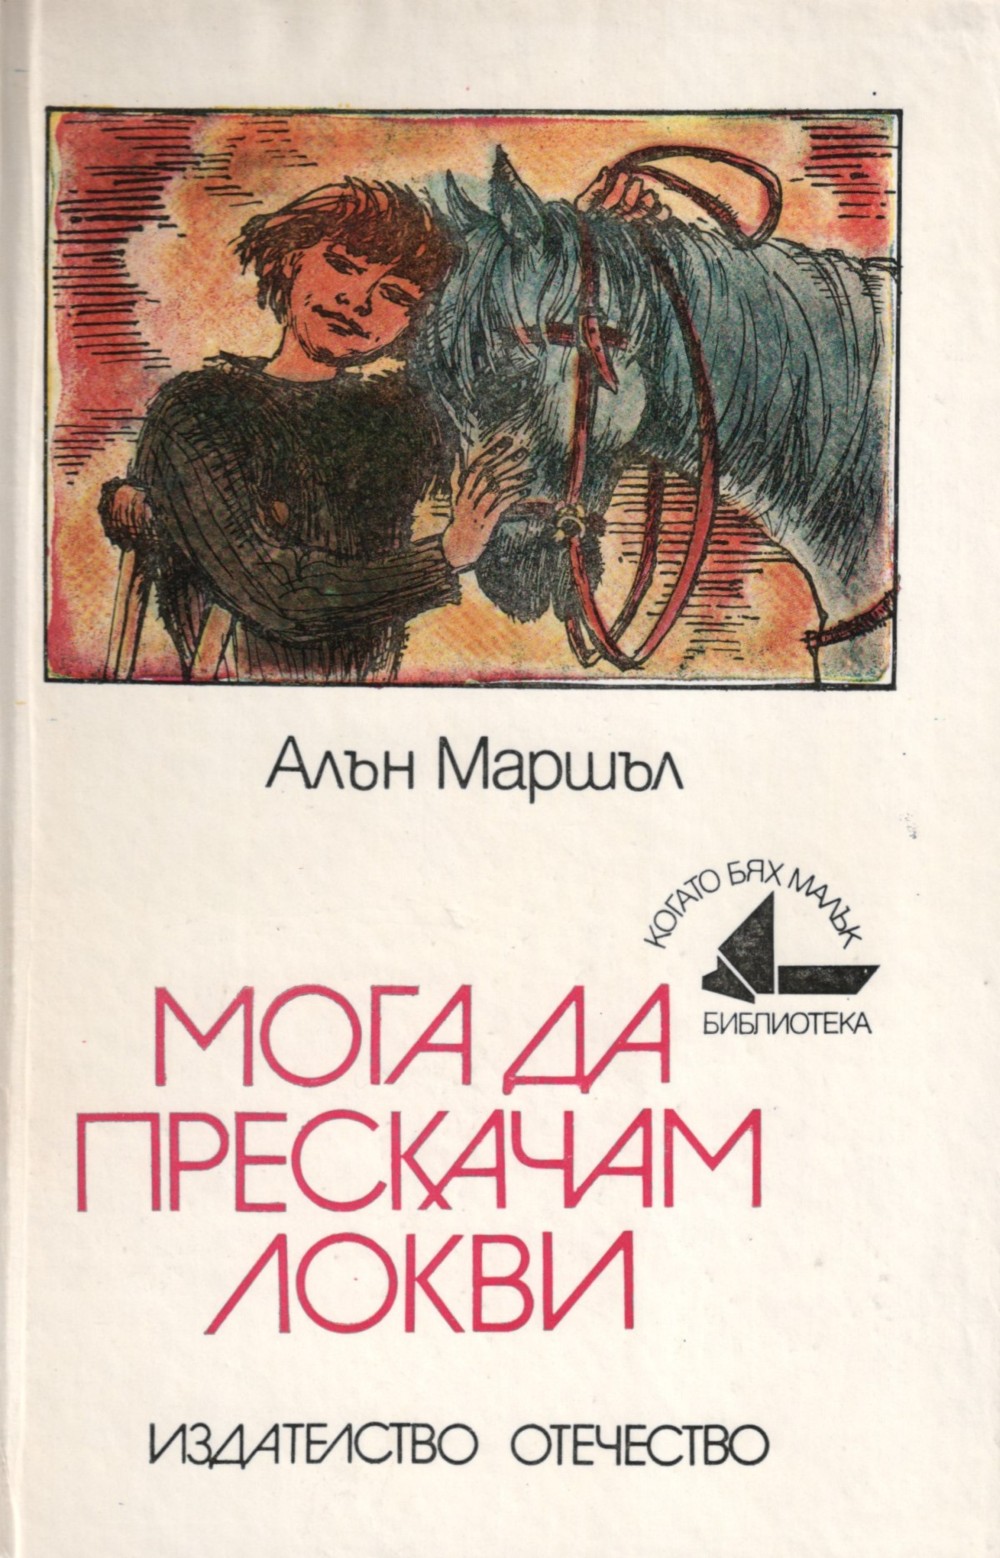 Алън Маршъл
КОГАТО БЯХ МАЛЪК
БИБЛИОТЕКА
МОГА ДА
ПРЕСКАЧАМ
ЛОКВИ
ИЗДАТЕЛСТВО ОТЕЧЕСТВО